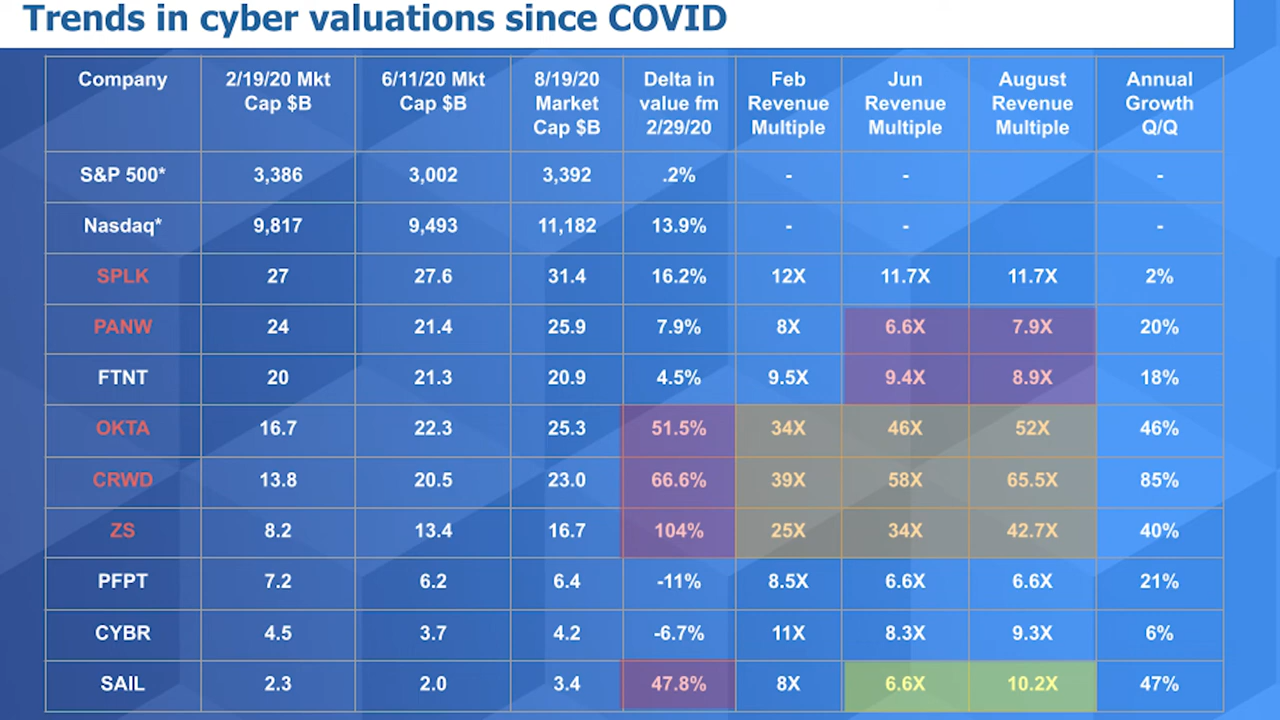 Trends in cyber valuations since COVID
Company 2/19/20 Mkt Cap $B 6/11/20 Mkt Cap $B 8/19/20 Market Cap $B Delta in value fm 2/29/20 Feb Revenue Multiple Jun Revenue Multiple August Revenue Multiple Annual Growth Q/Q
S&P 500* 3,386 3,002 3,392 .2% - - -
Nasdaq* 9,817 9,493 11,182 13.9% - - -
SPLK 27 27.6 31.4 16.2% 12X 11.7X 11.7X 2%
PANW 24 21.4 25.9 7.9% 8X 6.6X 7.9X 20%
FTNT 20 21.3 20.9 4.5% 9.5X 9.4X 8.9X 18%
OKTA 16.7 22.3 25.3 51.5% 34X 46X 52X 46%
CRWD 13.8 20.5 23.0 66.6% 39X 58X 65.5X 85%
ZS 8.2 13.4 16.7 104% 25X 34X 42.7X 40%
PFPT 7.2 6.2 6.4 -11% 8.5X 6.6X 6.6X 21%
CYBR 4.5 3.7 4.2 -6.7% 11X 8.3X 9.3X 6%
SAIL 2.3 2.0 3.4 47.8% 8X 6.6X 10.2X 47%